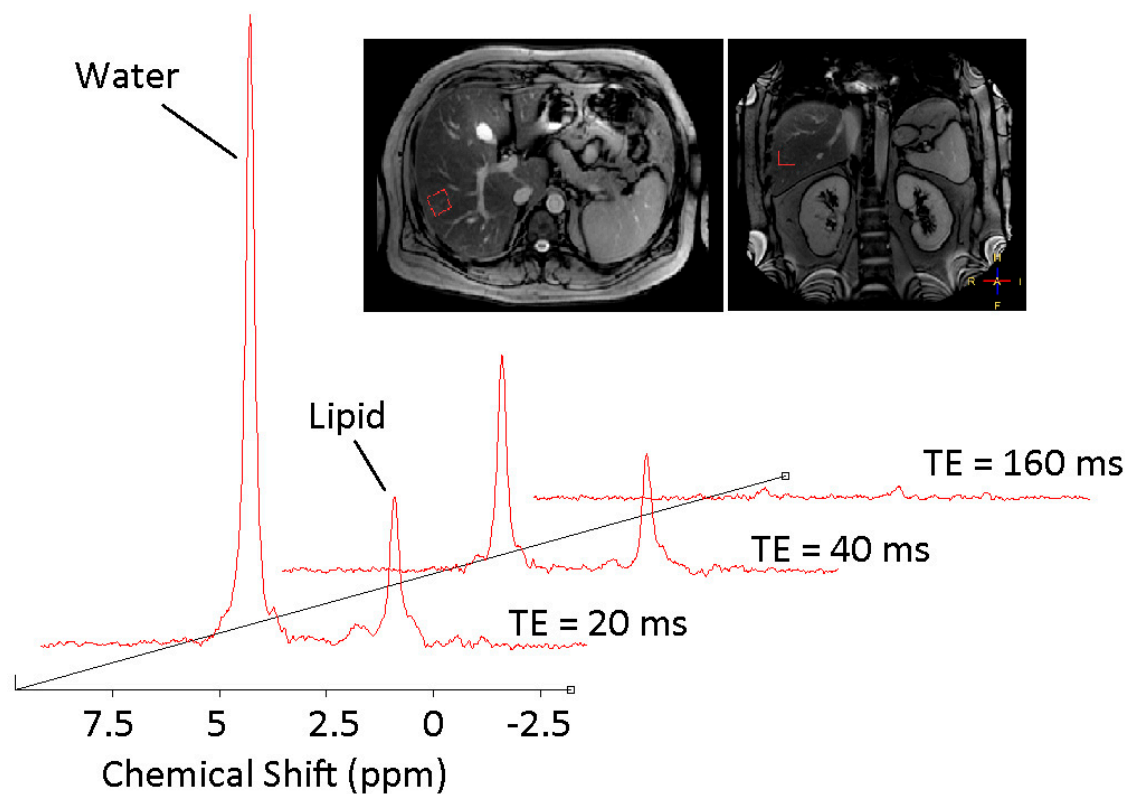 Water
H
R A I
F
Lipid
TE = 160 ms
TE = 40 ms
TE = 20 ms
7.5 5 2.5 0 -2.5
Chemical Shift (ppm)